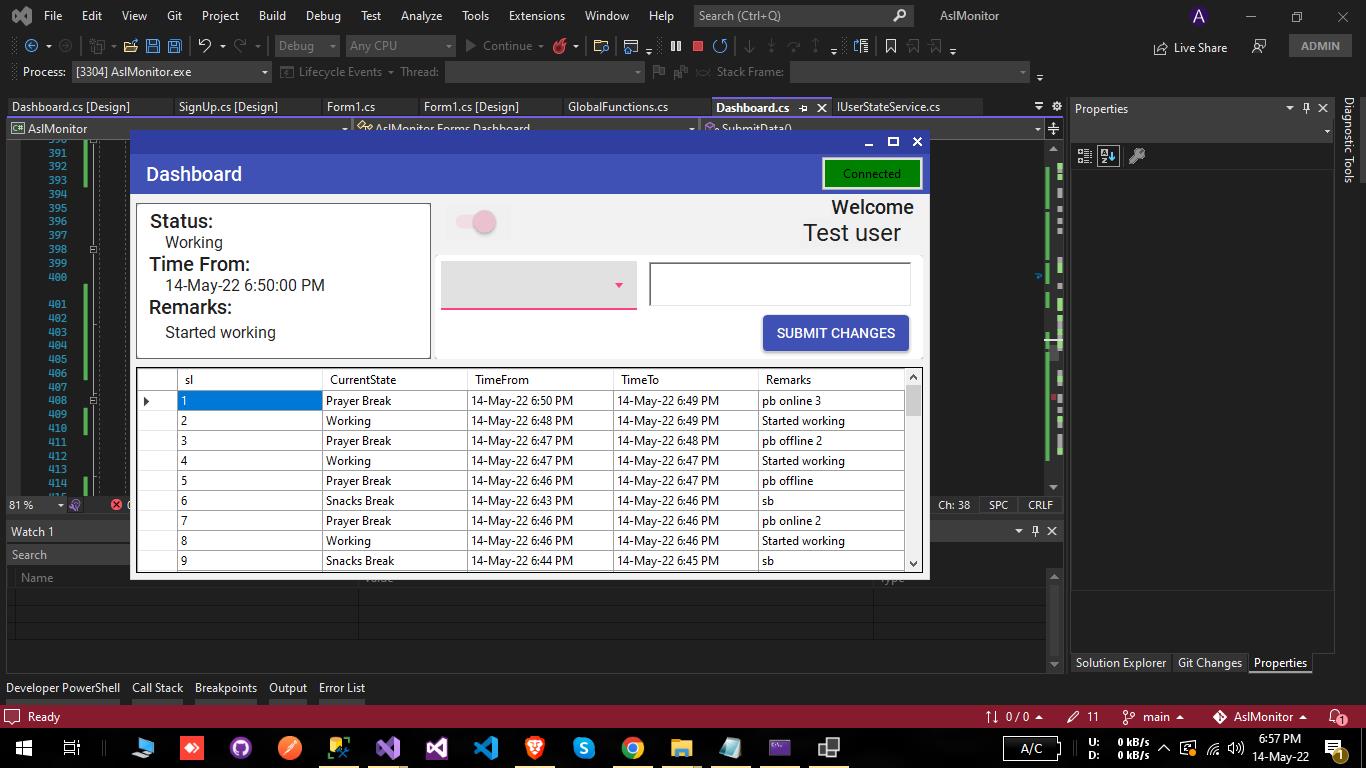 File Edit View Git Project Build Debug Test Analyze Tools Extensions Window Help Search (Ctrl+Q) AslMonitor A
Debug Any CPU Continue Live Share ADMIN
Process: [3304] AslMonitor.exe Lifecycle Events Thread: Stack Frame:
Dashboard.cs [Design] SignUp.cs [Design] Form1.cs Form1.cs [Design] GlobalFunctions.cs Dashboard.cs IUserStateService.cs
AslMonitor AslMonitor.Forms.Dashboard SubmitData()
Properties
Diagnostic Tools
390
391
392
393
394
395
396
397
398
399
400
401
402
403
404
405
406
407
408
409
410
411
412
413
414
Dashboard
Connected
Status:
Working
Time From:
14-May-22 6:50:00 PM
Remarks:
Started working
Welcome
Test user
SUBMIT CHANGES
sl CurrentState TimeFrom TimeTo Remarks
1 Prayer Break 14-May-22 6:50 PM 14-May-22 6:49 PM pb online 3
2 Working 14-May-22 6:48 PM 14-May-22 6:49 PM Started working
3 Prayer Break 14-May-22 6:47 PM 14-May-22 6:48 PM pb offline 2
4 Working 14-May-22 6:47 PM 14-May-22 6:47 PM Started working
5 Prayer Break 14-May-22 6:46 PM 14-May-22 6:47 PM pb offline
6 Snacks Break 14-May-22 6:43 PM 14-May-22 6:46 PM sb
7 Prayer Break 14-May-22 6:46 PM 14-May-22 6:46 PM pb online 2
8 Working 14-May-22 6:46 PM 14-May-22 6:46 PM Started working
9 Snacks Break 14-May-22 6:44 PM 14-May-22 6:45 PM sb
81 % Ch: 38 SPC CRLF
Watch 1
Search
Name Value Type
Solution Explorer Git Changes Properties
Developer PowerShell Call Stack Breakpoints Output Error List
Ready 0 / 0 11 main AslMonitor 1
A/C U: 0 kB/s D: 0 kB/s 6:57 PM 14-May-22 1